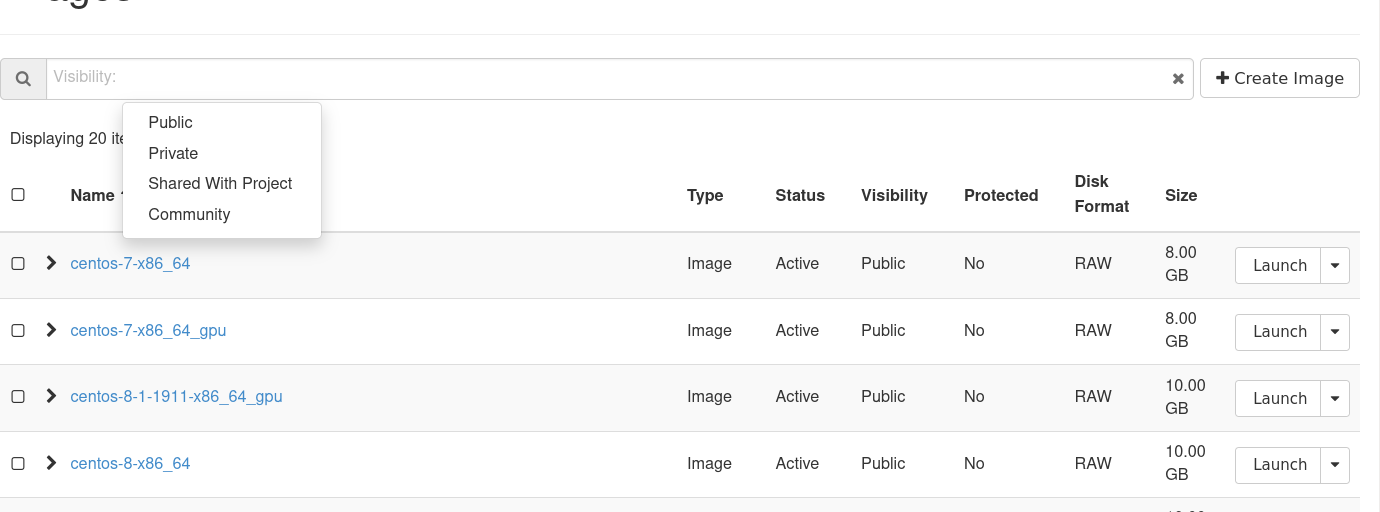 Visibility:
Create Image
Public
Displaying 20
Private
Shared With Project
Community
Name Type Status Visibility Protected Disk Format Size
centos-7-x86_64 Image Active Public No RAW 8.00 GB Launch
centos-7-x86_64_gpu Image Active Public No RAW 8.00 GB Launch
centos-8-1-1911-x86_64_gpu Image Active Public No RAW 10.00 GB Launch
centos-8-x86_64 Image Active Public No RAW 10.00 GB Launch